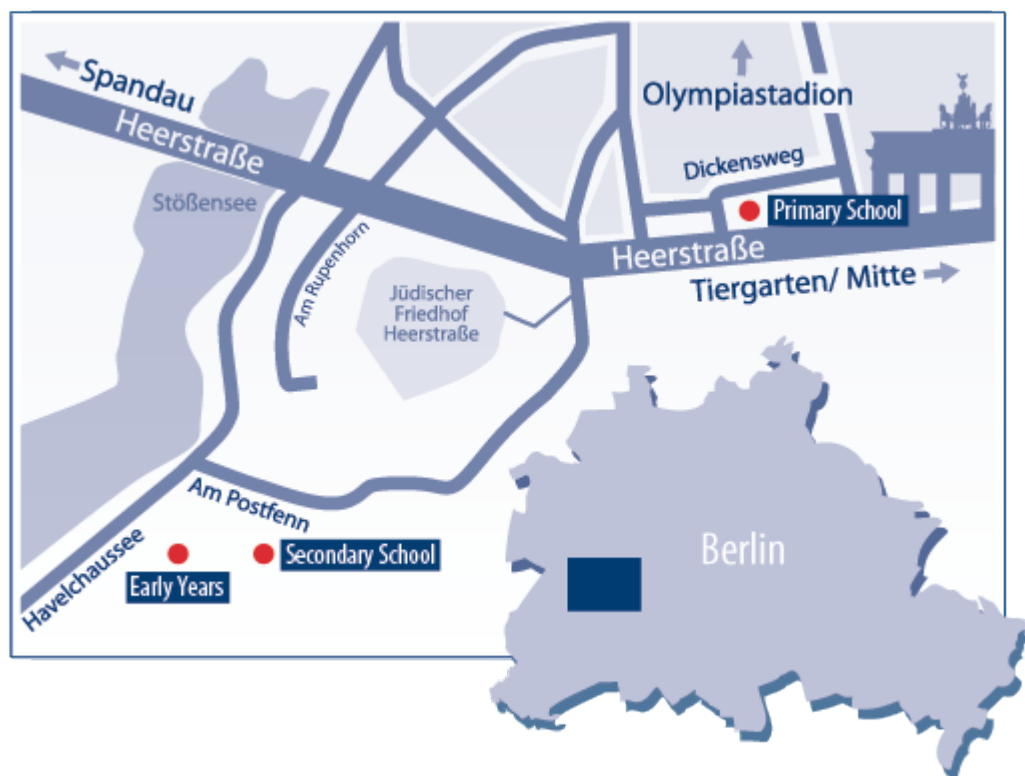 Spandau
Heerstraße
Olympiastadion
Dickensweg
Stößensee
Primary School
Am Rupenhorn
Heerstraße
Tiergarten/ Mitte
Jüdischer
Friedhof
Heerstraße
Am Postfenn
Havelchaussee
Secondary School
Early Years
Berlin